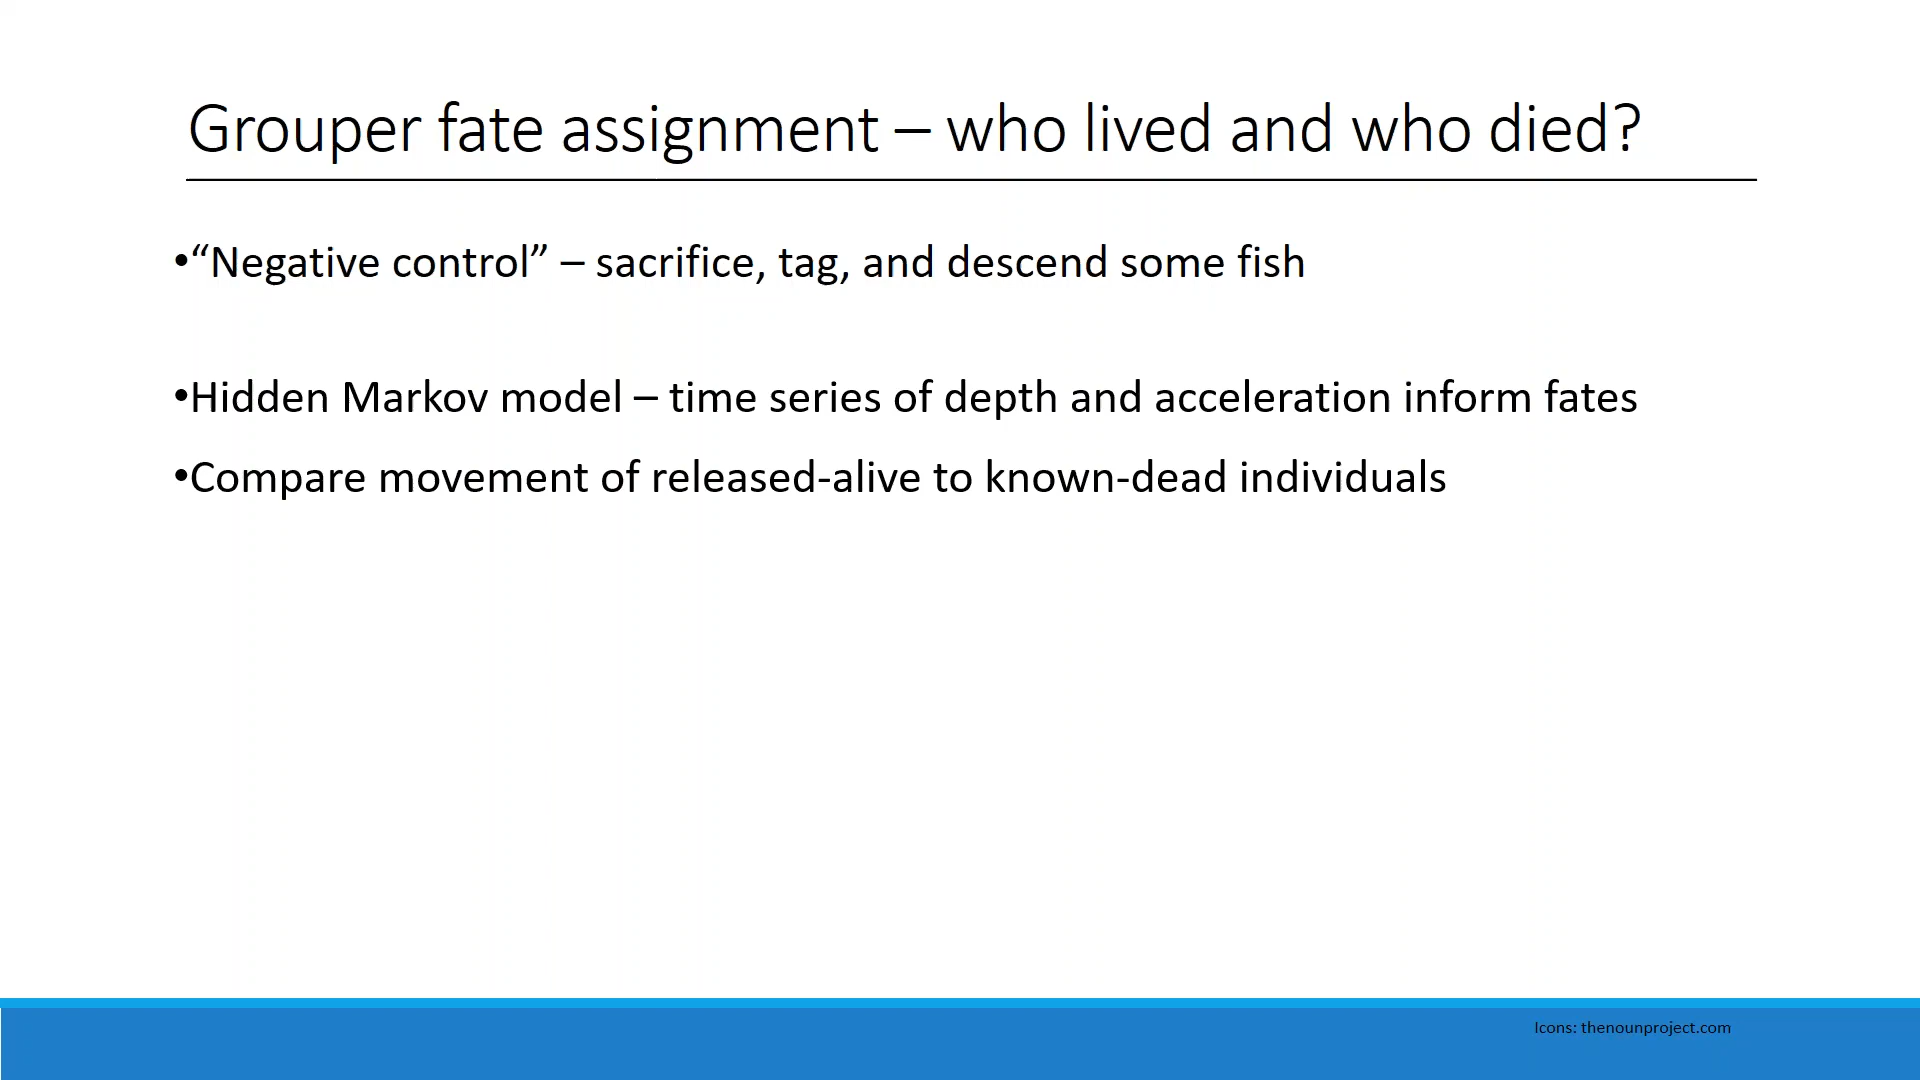 Grouper fate assignment – who lived and who died?
•“Negative control” – sacrifice, tag, and descend some fish
•Hidden Markov model – time series of depth and acceleration inform fates
•Compare movement of released-alive to known-dead individuals
Icons: thenounproject.com